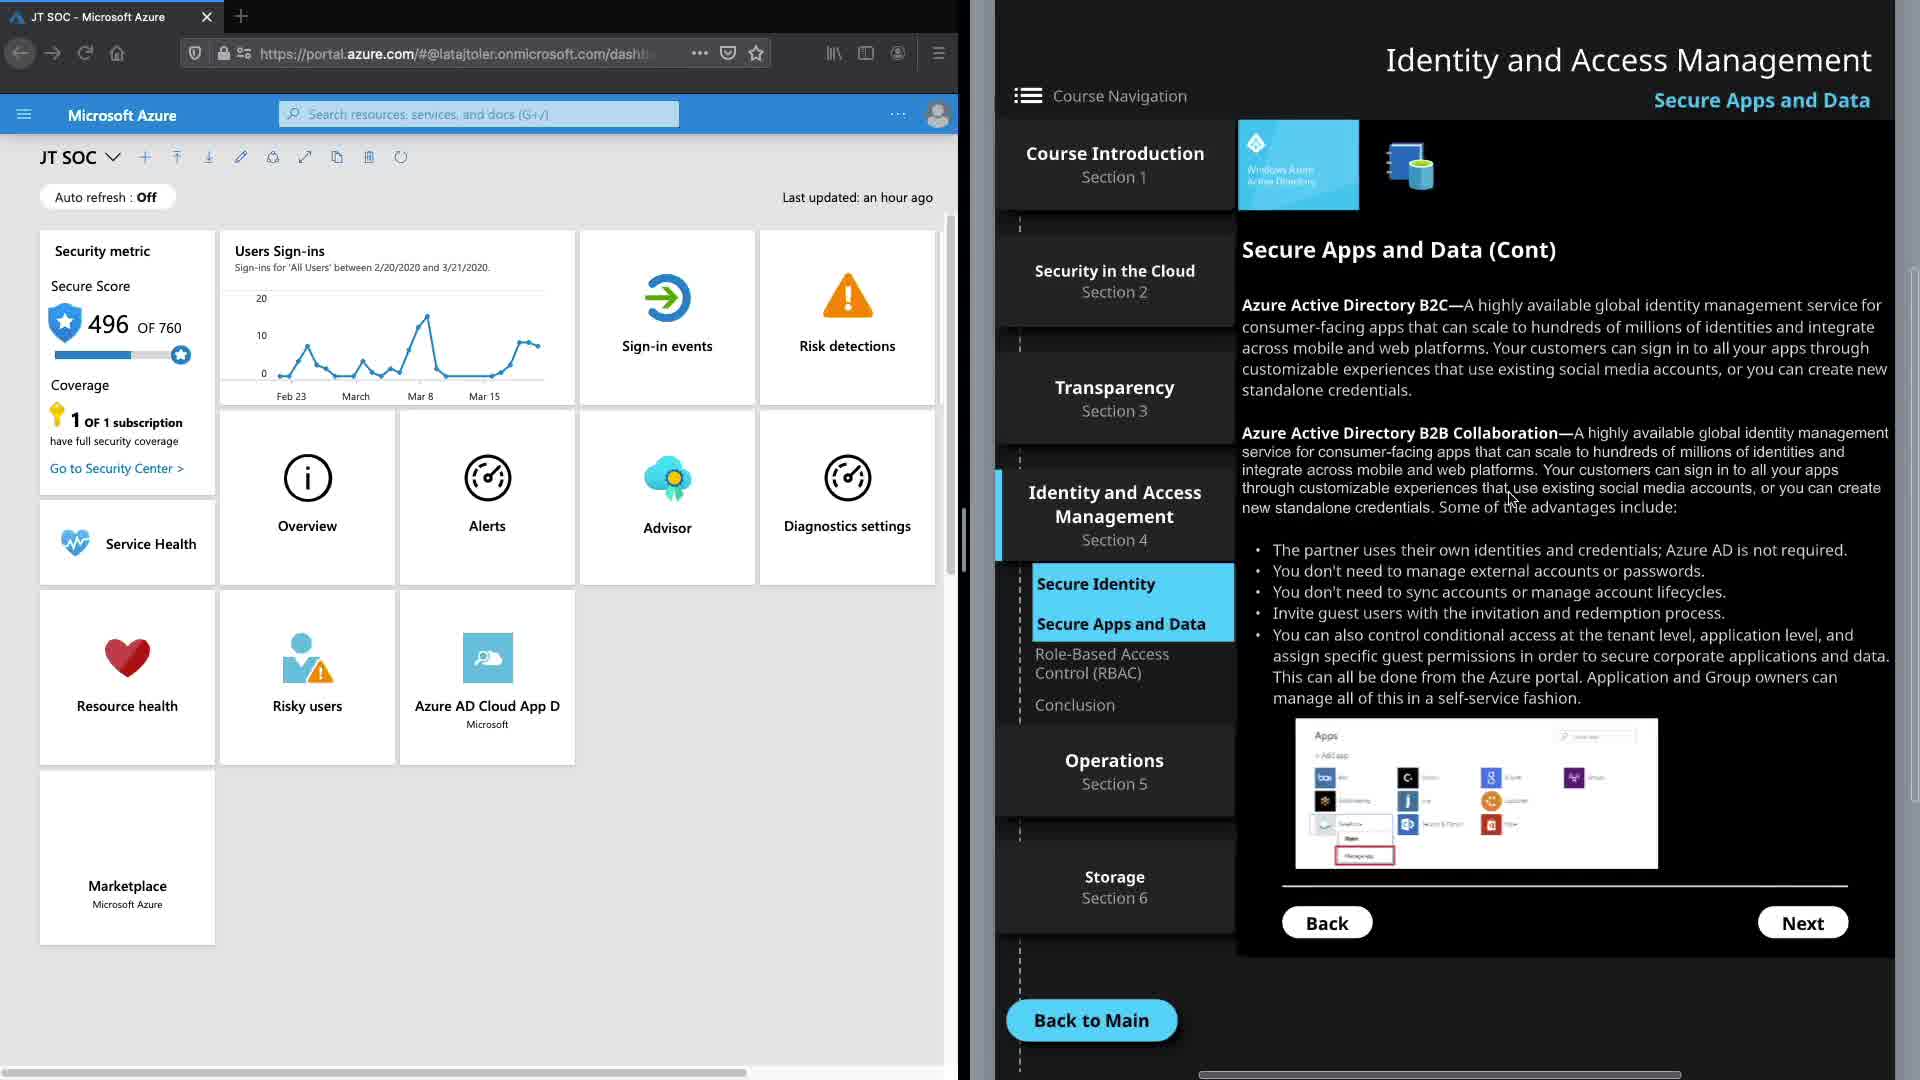 JT SOC - Microsoft Azure
https://portal.azure.com/#@latajtoler.onmicrosoft.com/dashb
Microsoft Azure
Search resources, services, and docs (G+/)
JT SOC
Auto refresh : Off
Last updated: an hour ago
Security metric
Secure Score
496 OF 760
Coverage
1 OF 1 subscription
have full security coverage
Go to Security Center >
Users Sign-ins
Sign-ins for 'All Users' between 2/20/2020 and 3/21/2020.
20
10
0
Feb 23 March Mar 8 Mar 15
Sign-in events
Risk detections
Overview
Alerts
Advisor
Diagnostics settings
Service Health
Resource health
Risky users
Azure AD Cloud App D
Microsoft
Marketplace
Microsoft Azure
Identity and Access Management
Secure Apps and Data
Course Navigation
Course Introduction
Section 1
Security in the Cloud
Section 2
Transparency
Section 3
Identity and Access
Management
Section 4
Secure Identity
Secure Apps and Data
Role-Based Access
Control (RBAC)
Conclusion
Operations
Section 5
Storage
Section 6
Back to Main
Windows Azure
Active Directory
Secure Apps and Data (Cont)
Azure Active Directory B2C—A highly available global identity management service for
consumer-facing apps that can scale to hundreds of millions of identities and integrate
across mobile and web platforms. Your customers can sign in to all your apps through
customizable experiences that use existing social media accounts, or you can create new
standalone credentials.
Azure Active Directory B2B Collaboration—A highly available global identity management
service for consumer-facing apps that can scale to hundreds of millions of identities and
integrate across mobile and web platforms. Your customers can sign in to all your apps
through customizable experiences that use existing social media accounts, or you can create
new standalone credentials. Some of the advantages include:
• The partner uses their own identities and credentials; Azure AD is not required.
• You don't need to manage external accounts or passwords.
• You don't need to sync accounts or manage account lifecycles.
• Invite guest users with the invitation and redemption process.
• You can also control conditional access at the tenant level, application level, and
assign specific guest permissions in order to secure corporate applications and data.
This can all be done from the Azure portal. Application and Group owners can
manage all of this in a self-service fashion.
Apps
+ Add app
box
Manage app
Back
Next